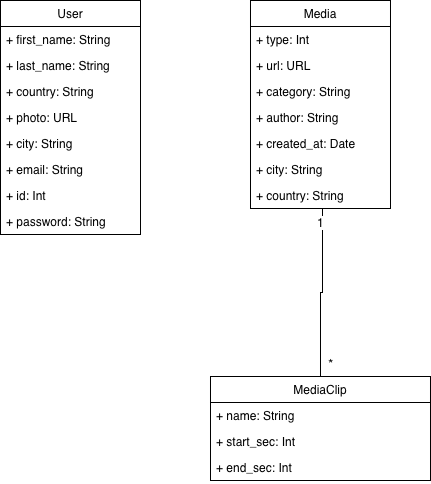 User
+ first_name: String
+ last_name: String
+ country: String
+ photo: URL
+ city: String
+ email: String
+ id: Int
+ password: String
Media
+ type: Int
+ url: URL
+ category: String
+ author: String
+ created_at: Date
+ city: String
+ country: String
1
*
MediaClip
+ name: String
+ start_sec: Int
+ end_sec: Int